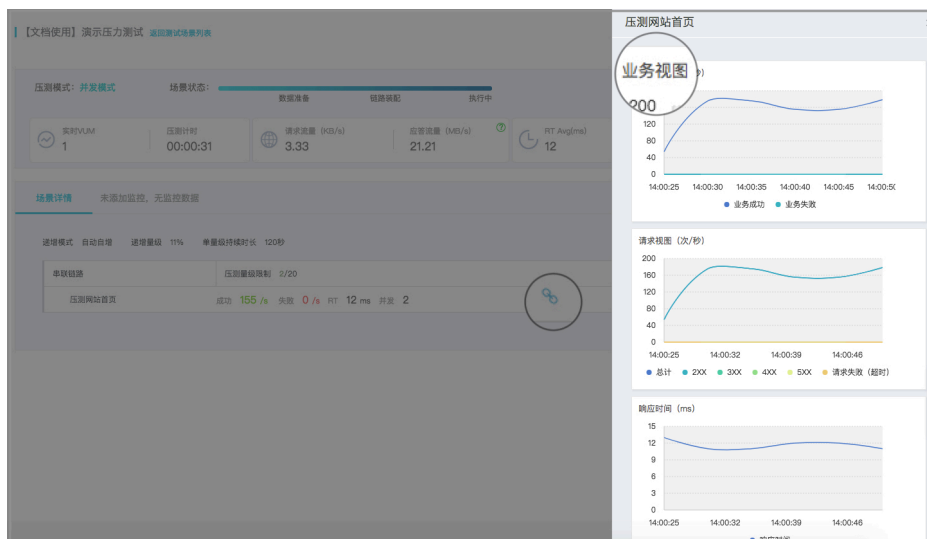 【文档使用】演示压力测试 返回测试场景列表
压测模式：并发模式 场景状态：
数据准备 链路装配 执行中
实时VUM
1
压测计时
00:00:31
请求流量（KB/s）
3.33
应答流量（MB/s）
21.21
RT Avg(ms)
12
场景详情 未添加监控，无监控数据
递增模式 自动自增 递增量级 11% 单量级持续时长 120秒
串联链路 压测量级限制 2/20
压测网站首页 成功 155 /s 失败 0 /s RT 12 ms 并发 2
压测网站首页
业务视图
200
120
80
40
0
14:00:25 14:00:30 14:00:35 14:00:40 14:00:45 14:00:50
业务成功 业务失败
请求视图（次/秒）
200
160
120
80
40
0
14:00:25 14:00:32 14:00:39 14:00:46
总计 2XX 3XX 4XX 5XX 请求失败（超时）
响应时间（ms）
15
12
9
6
3
0
14:00:25 14:00:32 14:00:39 14:00:46